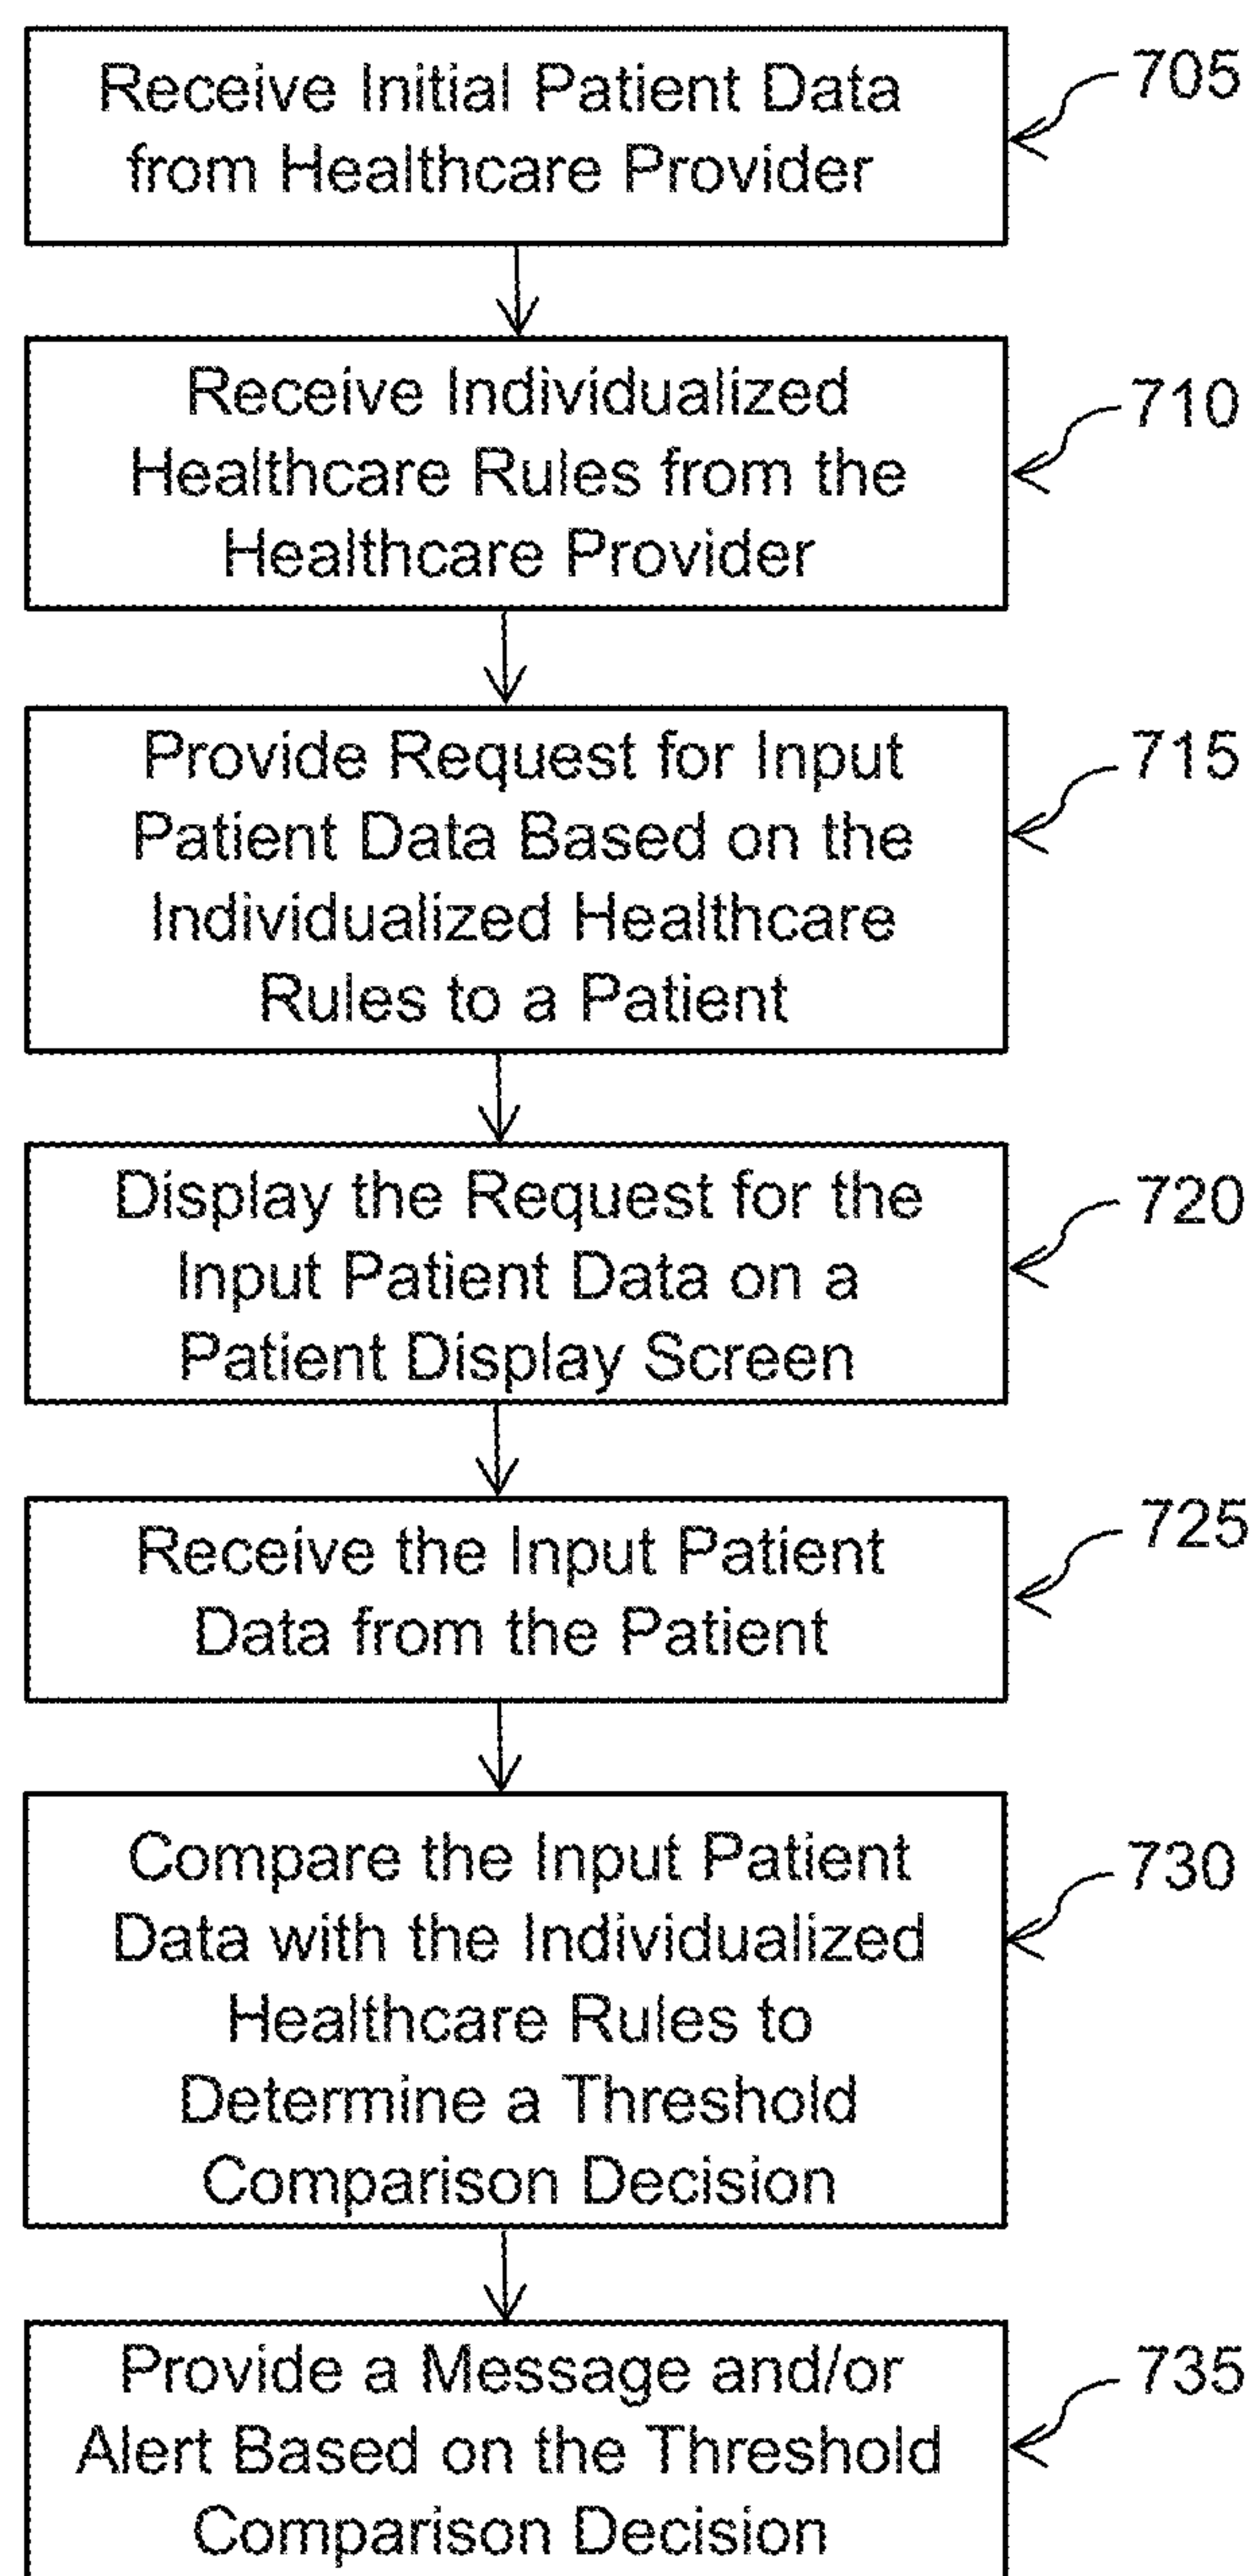 Receive Initial Patient Data
from Healthcare Provider
705
Receive Individualized
Healthcare Rules from the
Healthcare Provider
710
Provide Request for Input
Patient Data Based on the
Individualized Healthcare
Rules to a Patient
715
Display the Request for the
Input Patient Data on a
Patient Display Screen
720
Receive the Input Patient
Data from the Patient
725
Compare the Input Patient
Data with the Individualized
Healthcare Rules to
Determine a Threshold
Comparison Decision
730
Provide a Message and/or
Alert Based on the Threshold
Comparison Decision
735